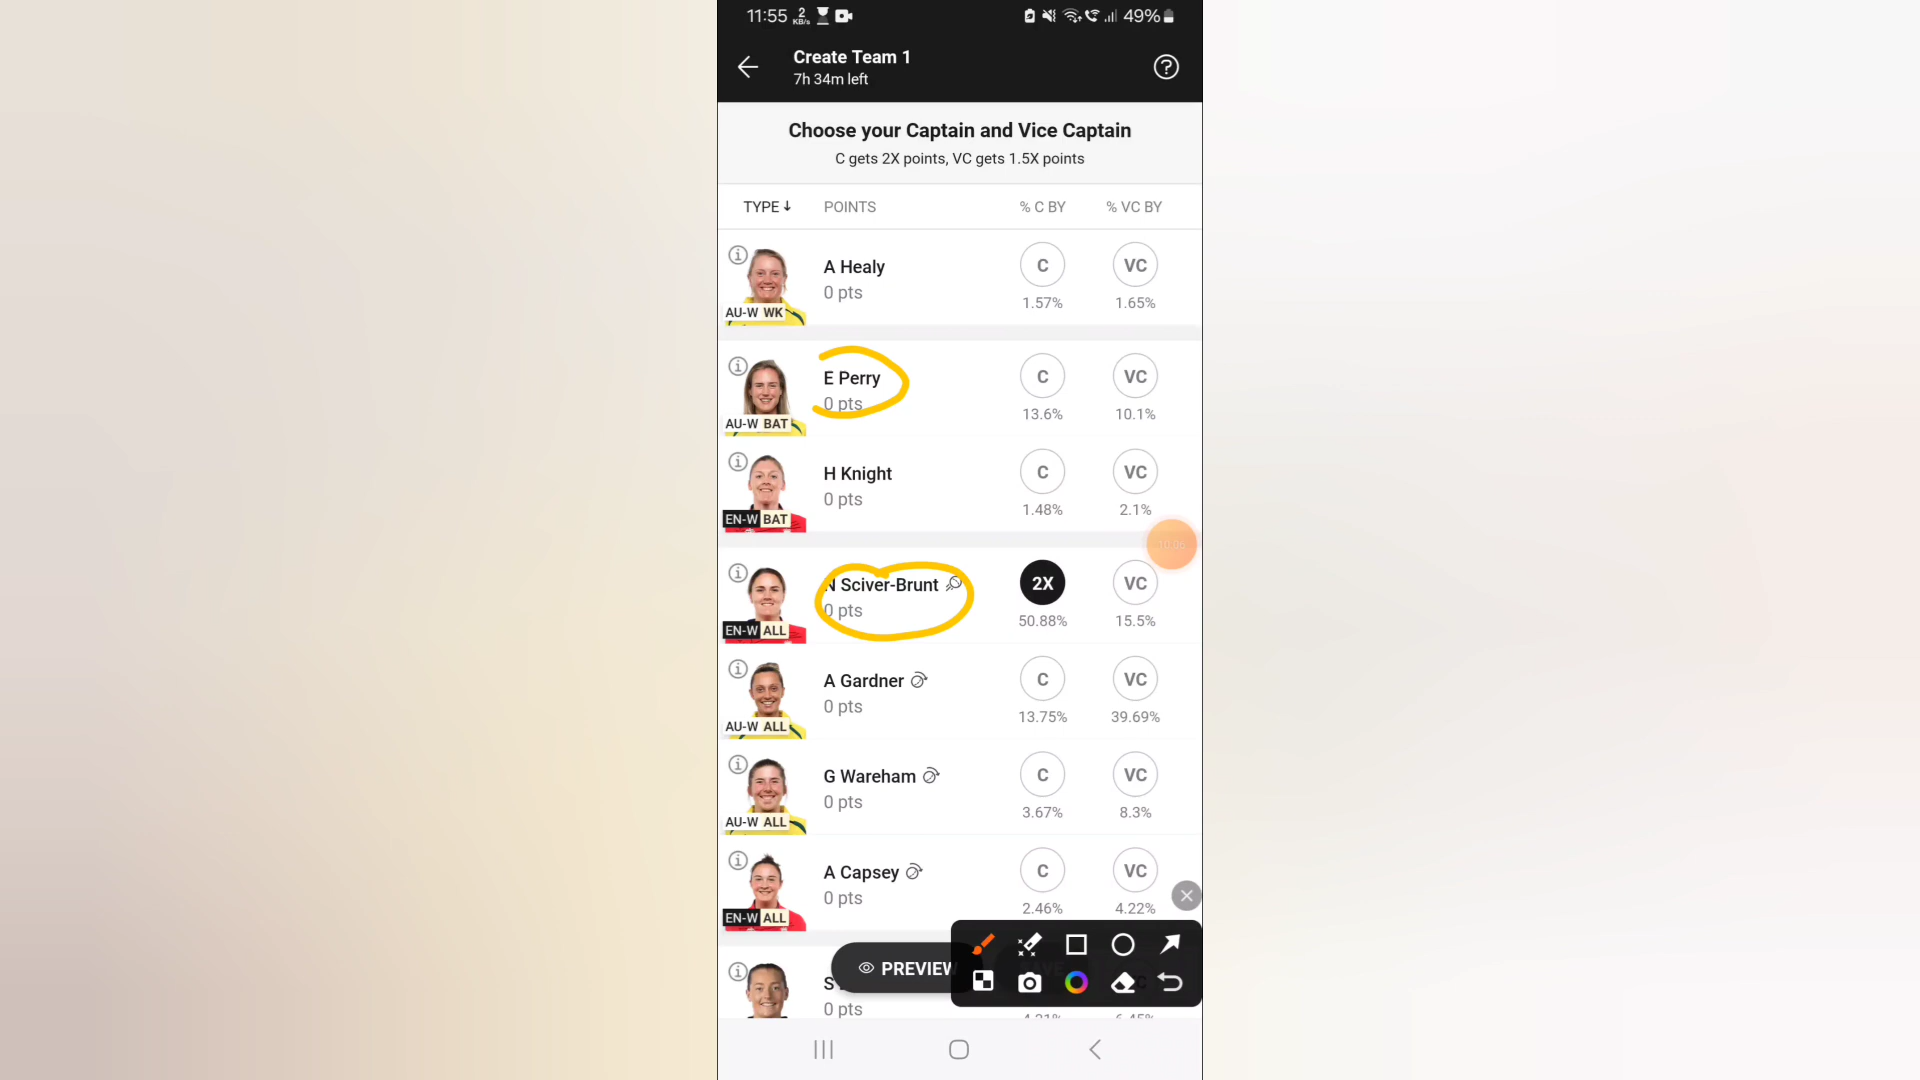 11:55 2 KB/s 49%
Create Team 1
7h 34m left
Choose your Captain and Vice Captain
C gets 2X points, VC gets 1.5X points
TYPE POINTS % C BY % VC BY
A Healy C VC
0 pts
1.57% 1.65%
AU-W WK
E Perry C VC
0 pts
13.6% 10.1%
AU-W BAT
H Knight C VC
0 pts
1.48% 2.1%
EN-W BAT
N Sciver-Brunt 2X VC
0 pts
50.88% 15.5%
EN-W ALL
A Gardner C VC
0 pts
13.75% 39.69%
AU-W ALL
G Wareham C VC
0 pts
3.67% 8.3%
AU-W ALL
A Capsey C VC
0 pts
2.46% 4.22%
EN-W ALL
PREVIEW
S
0 pts